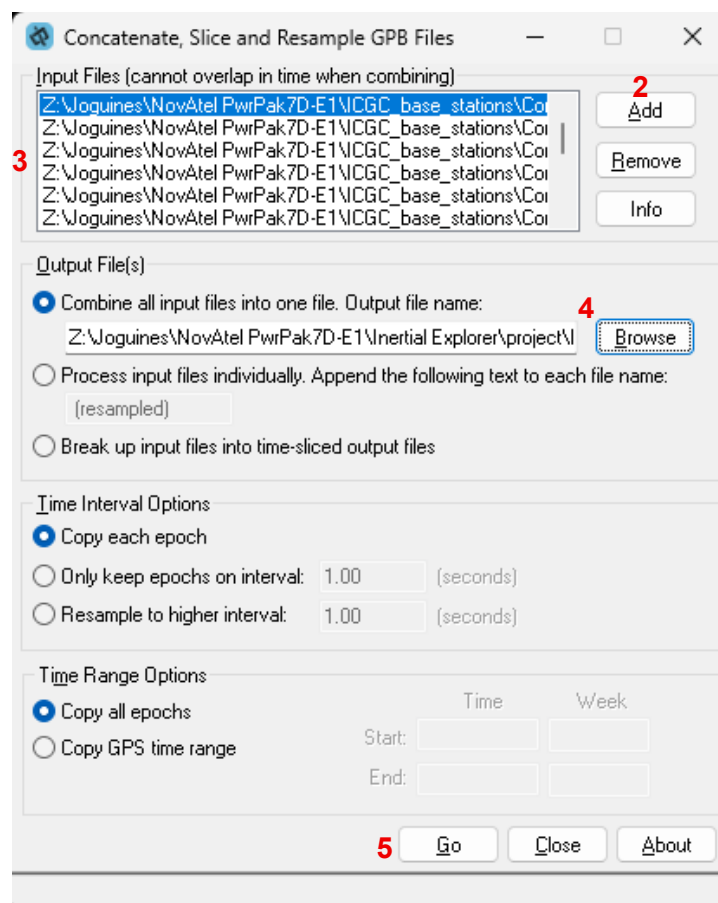 Concatenate, Slice and Resample GPB Files
Input Files (cannot overlap in time when combining)
2
Z:\Joguines\NovAtel PwrPak7D-E1\ICGC_base_stations\Cor
Add
Z:\Joguines\NovAtel PwrPak7D-E1\ICGC_base_stations\Cor
3
Z:\Joguines\NovAtel PwrPak7D-E1\ICGC_base_stations\Cor
Remove
Z:\Joguines\NovAtel PwrPak7D-E1\ICGC_base_stations\Cor
Z:\Joguines\NovAtel PwrPak7D-E1\ICGC_base_stations\Cor
Info
Z:\Joguines\NovAtel PwrPak7D-E1\ICGC_base_stations\Cor
Output File(s)
Combine all input files into one file. Output file name:
4
Z:\Joguines\NovAtel PwrPak7D-E1\Inertial Explorer\project\I
Browse
Process input files individually. Append the following text to each file name:
(resampled)
Break up input files into time-sliced output files
Time Interval Options
Copy each epoch
Only keep epochs on interval: 1.00 (seconds)
Resample to higher interval: 1.00 (seconds)
Time Range Options
Time Week
Copy all epochs
Start:
Copy GPS time range
End:
5 Go Close About